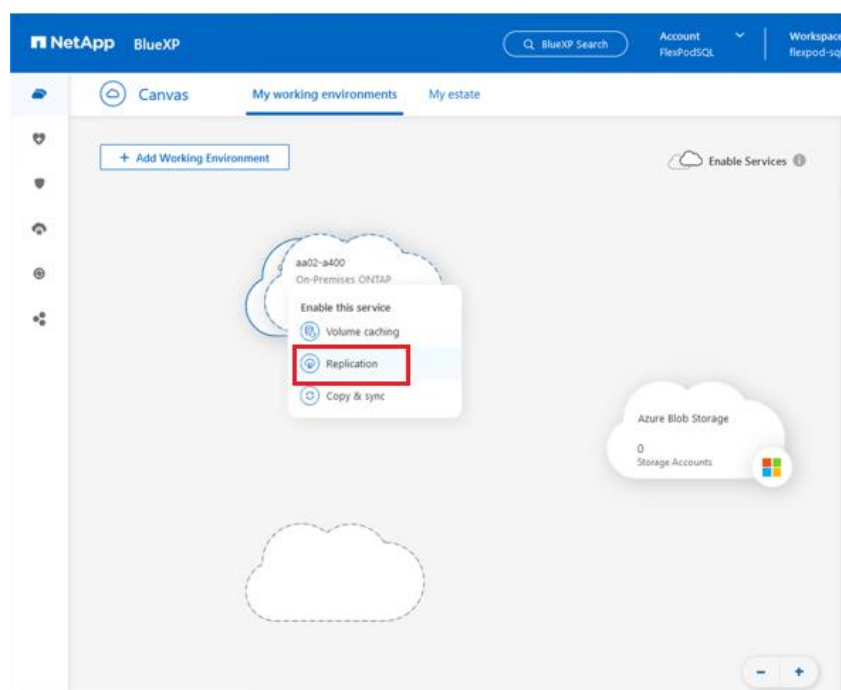 NetApp BlueXP
BlueXP Search
Account
FlexPodSQL
Workspace
flexpod-sq
Canvas
My working environments
My estate
+ Add Working Environment
Enable Services
aa02-a400
On-Premises ONTAP
Enable this service
Volume caching
Replication
Copy & sync
Azure Blob Storage
0
Storage Accounts
- +